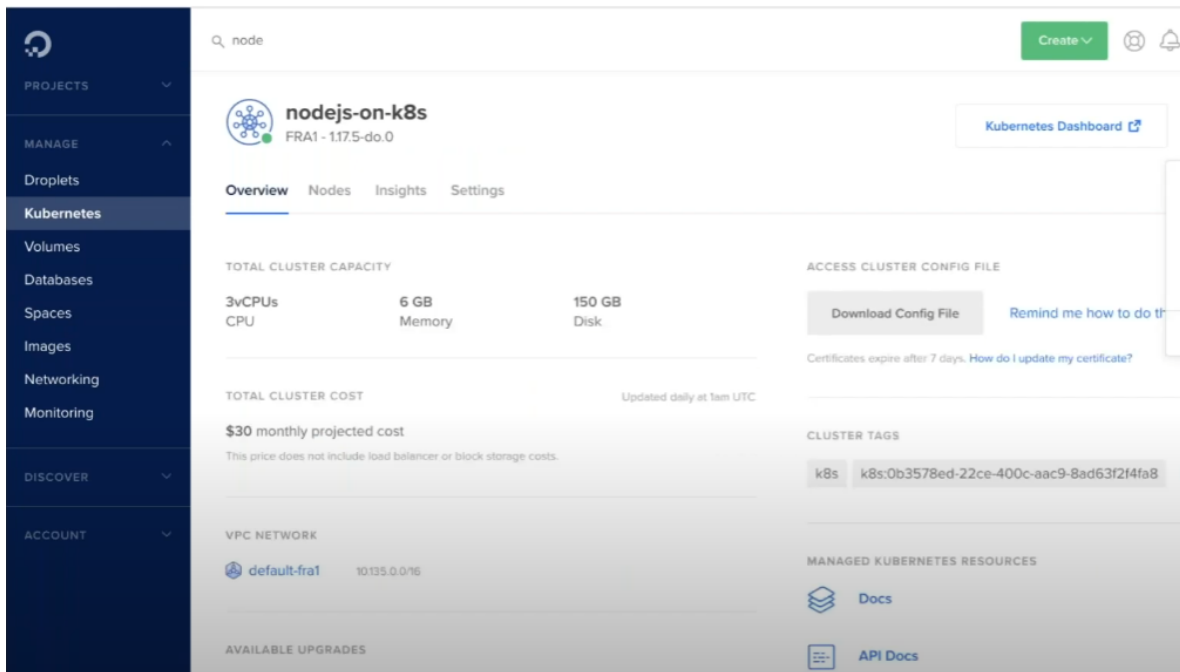 node
Create
PROJECTS
MANAGE
Droplets
Kubernetes
Volumes
Databases
Spaces
Images
Networking
Monitoring
DISCOVER
ACCOUNT
nodejs-on-k8s
FRA1 - 1.17.5-do.0
Kubernetes Dashboard
Overview Nodes Insights Settings
TOTAL CLUSTER CAPACITY
3vCPUs 6 GB 150 GB
CPU Memory Disk
TOTAL CLUSTER COST Updated daily at 1am UTC
$30 monthly projected cost
This price does not include load balancer or block storage costs.
VPC NETWORK
default-fra1 10.135.0.0/16
AVAILABLE UPGRADES
ACCESS CLUSTER CONFIG FILE
Download Config File Remind me how to do
Certificates expire after 7 days. How do I update my certificate?
CLUSTER TAGS
k8s k8s:0b3578ed-22ce-400c-aac9-8ad63f2f4fa8
MANAGED KUBERNETES RESOURCES
Docs
API Docs